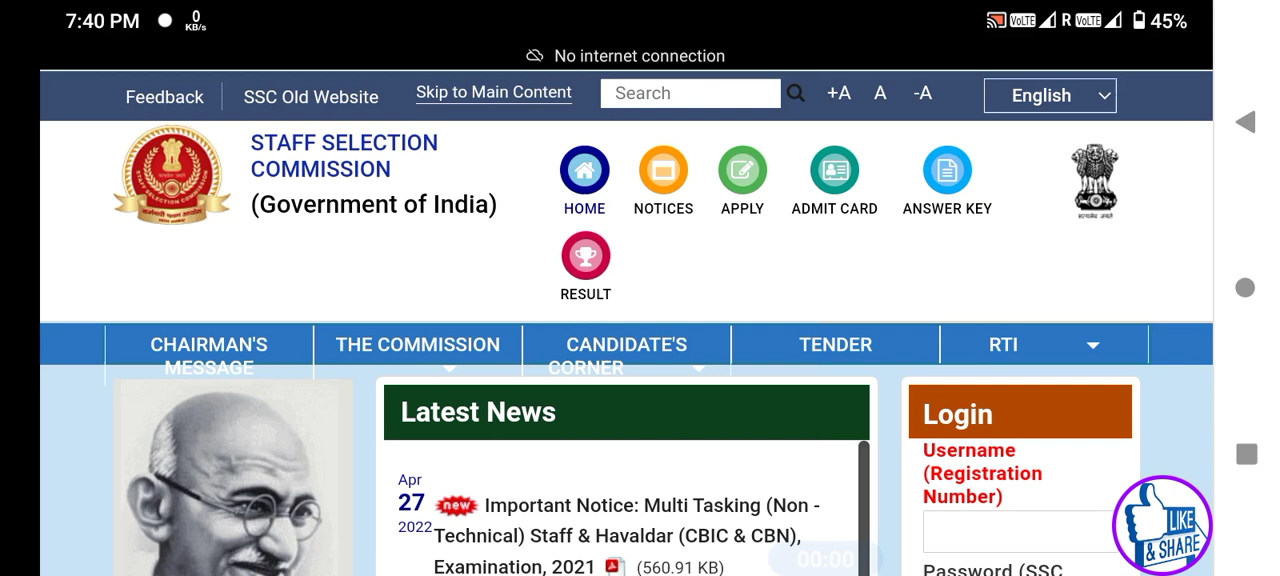 7:40 PM 0 KB/s VoLTE R VoLTE 45%
No internet connection
Feedback SSC Old Website Skip to Main Content Search +A A -A English
STAFF SELECTION
COMMISSION
(Government of India)
HOME NOTICES APPLY ADMIT CARD ANSWER KEY
RESULT
CHAIRMAN'S
MESSAGE
THE COMMISSION
CANDIDATE'S
CORNER
TENDER
RTI
Latest News
Apr
27
2022
new Important Notice: Multi Tasking (Non -
Technical) Staff & Havaldar (CBIC & CBN),
Examination, 2021 (560.91 KB)
00:00
Login
Username
(Registration
Number)
Password (SSC
LIKE
& SHARE